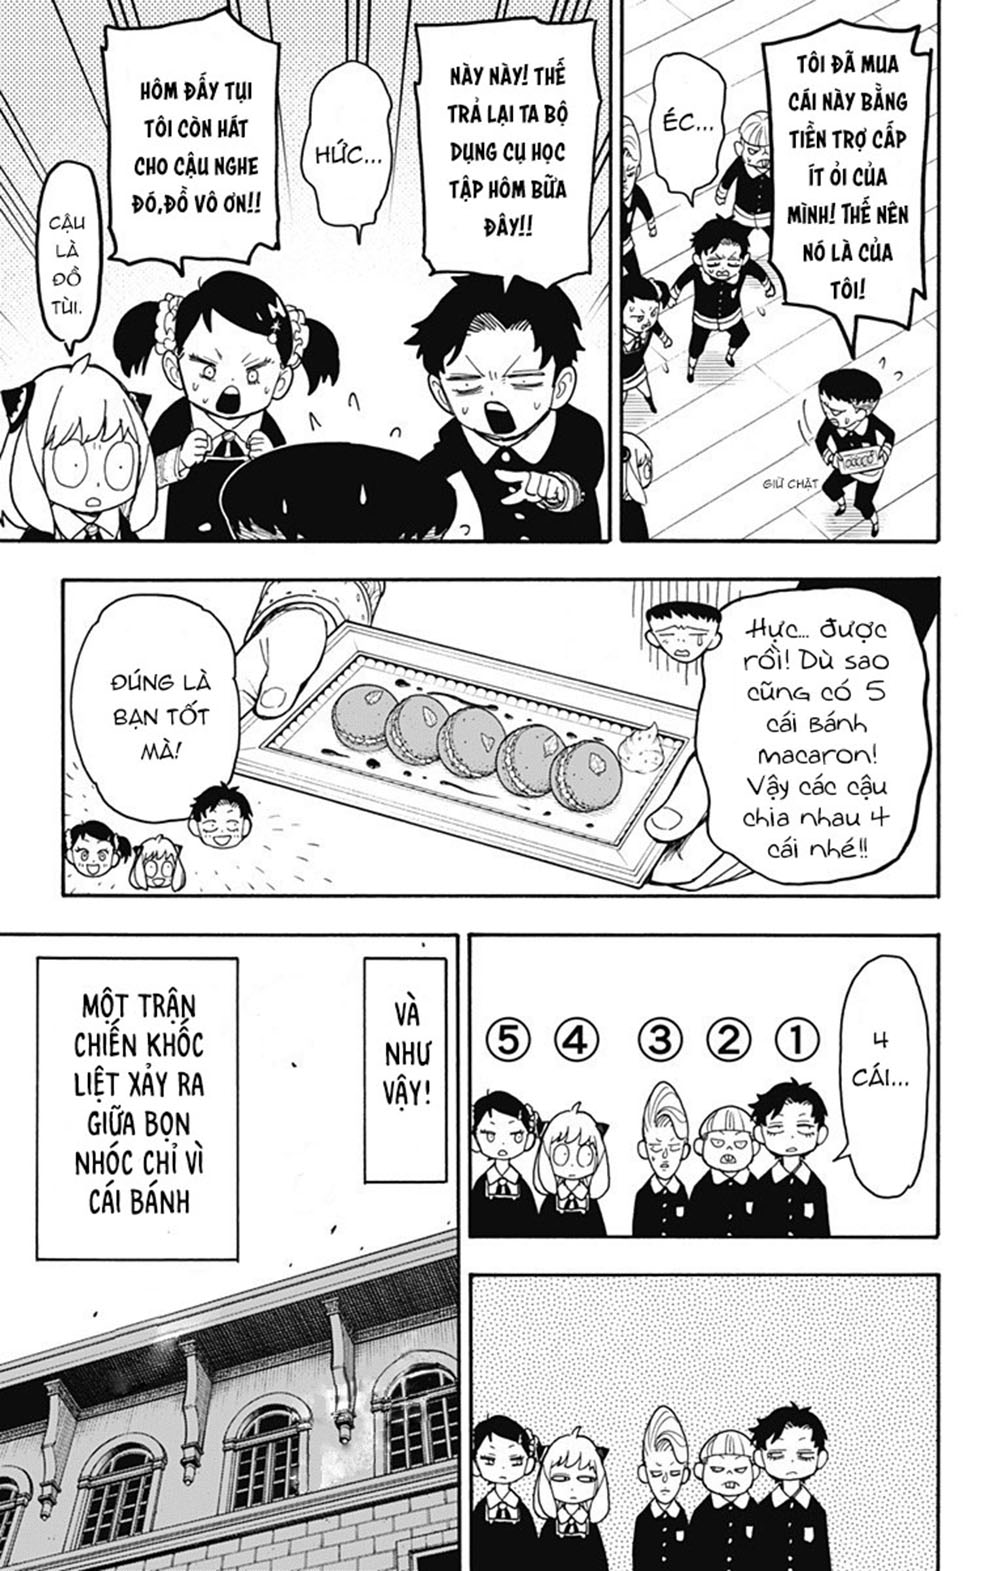 TÔI ĐÃ MUA
CÁI NÀY BẰNG
TIỀN TRỢ CẤP
ÍT ỎI CỦA
MÌNH! THẾ NÊN
NÓ LÀ CỦA
TÔI!
ÉC...
GIỮ CHẶT
NÀY NÀY! THẾ
TRẢ LẠI TA BỘ
DỤNG CỤ HỌC
TẬP HÔM BỮA
ĐÂY!!
HỨC...
HÔM ĐẤY TỤI
TÔI CÒN HÁT
CHO CẬU NGHE
ĐÓ,ĐỒ VÔ ƠN!!
CẬU
LÀ
ĐỒ
TÙI.
Hực... được
rồi! Dù sao
cũng có 5
cái bánh
macaron!
Vậy các cậu
chia nhau 4
cái nhé!!
ĐÚNG LÀ
BẠN TỐT
MÀ!
4
CÁI...
⑤ ④ ③ ② ①
VÀ
NHƯ
VẬY!
MỘT TRẬN
CHIẾN KHỐC
LIỆT XẢY RA
GIỮA BỌN
NHÓC CHỈ VÌ
CÁI BÁNH